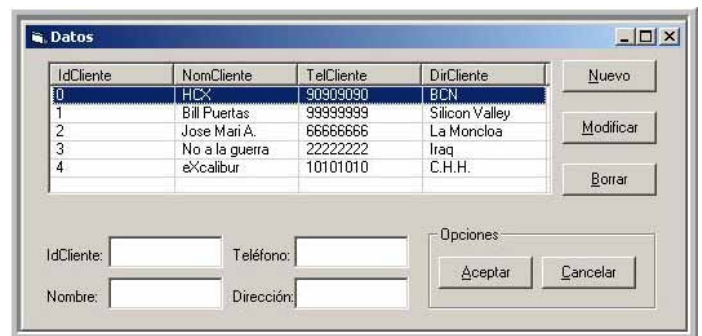 Datos
IdCliente NomCliente TelCliente DirCliente
0 HCX 90909090 BCN
1 Bill Puertas 99999999 Silicon Valley
2 Jose Mari A. 66666666 La Moncloa
3 No a la guerra 22222222 Iraq
4 eXcalibur 10101010 C.H.H.
Nuevo
Modificar
Borrar
IdCliente: Teléfono:
Nombre: Dirección:
Opciones
Aceptar Cancelar